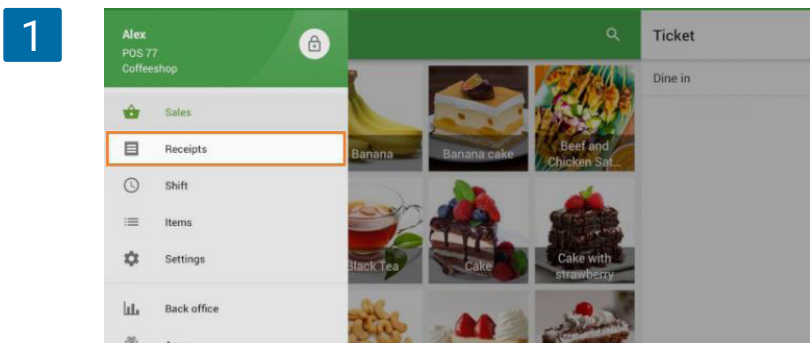 1
Alex
POS 77
Coffeeshop
Sales
Receipts
Shift
Items
Settings
Back office
Ticket
Dine in
Banana
Banana cake
Beef and
Chicken Sat...
Black Tea
Cake
Cake with
strawberry